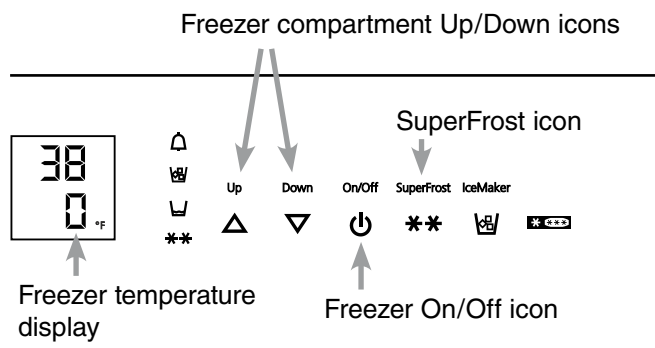 Freezer compartment Up/Down icons
SuperFrost icon
38
0 °F
Up Down On/Off SuperFrost IceMaker
Freezer temperature
display
Freezer On/Off icon